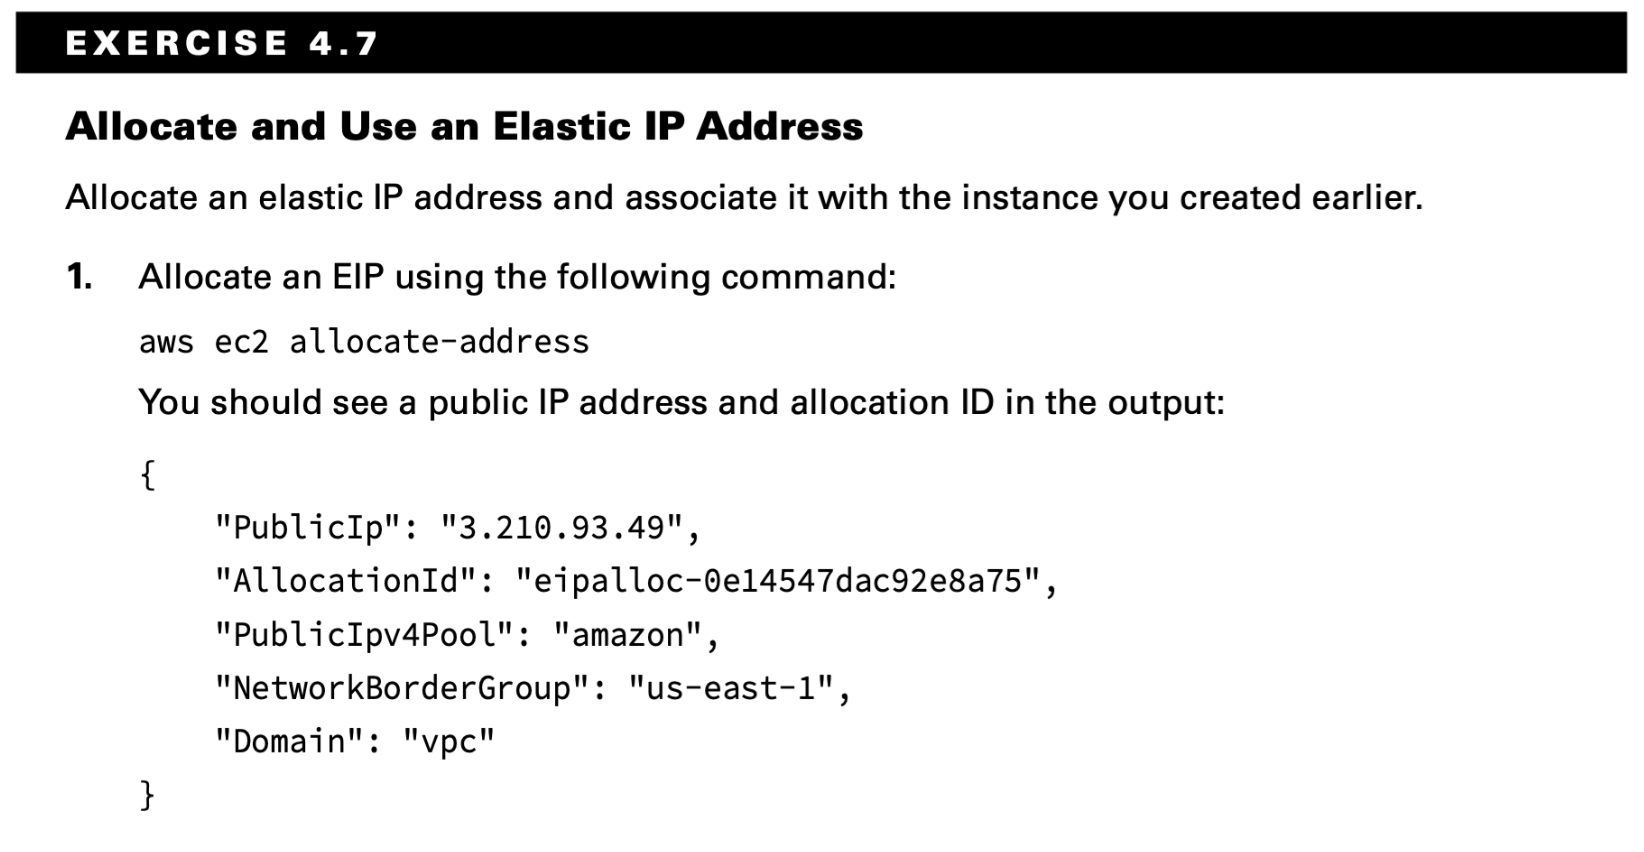 EXERCISE 4.7
Allocate and Use an Elastic IP Address
Allocate an elastic IP address and associate it with the instance you created earlier.
1. Allocate an EIP using the following command:
aws ec2 allocate-address
You should see a public IP address and allocation ID in the output:
{
    "PublicIp": "3.210.93.49",
    "AllocationId": "eipalloc-0e14547dac92e8a75",
    "PublicIpv4Pool": "amazon",
    "NetworkBorderGroup": "us-east-1",
    "Domain": "vpc"
}